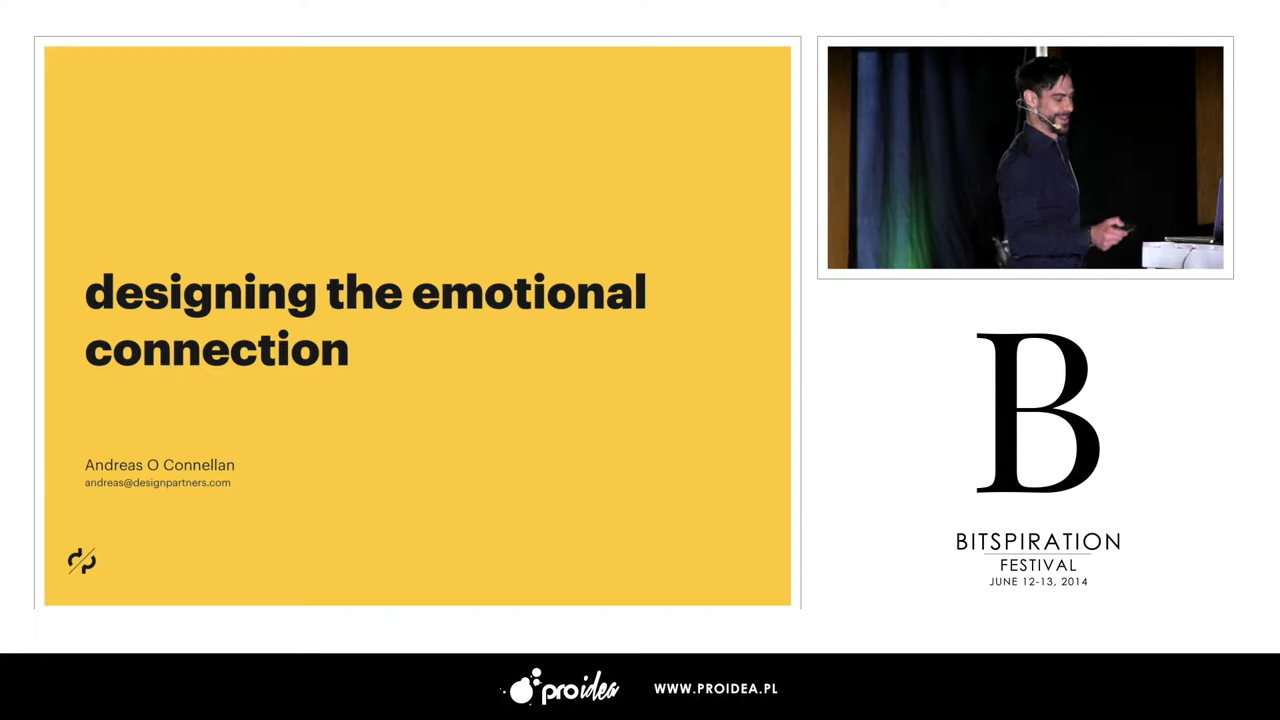 designing the emotional
connection
Andreas O Connellan
andreas@designpartners.com
dp
B
BITSPIRATION
FESTIVAL
JUNE 12-13, 2014
proidea
WWW.PROIDEA.PL